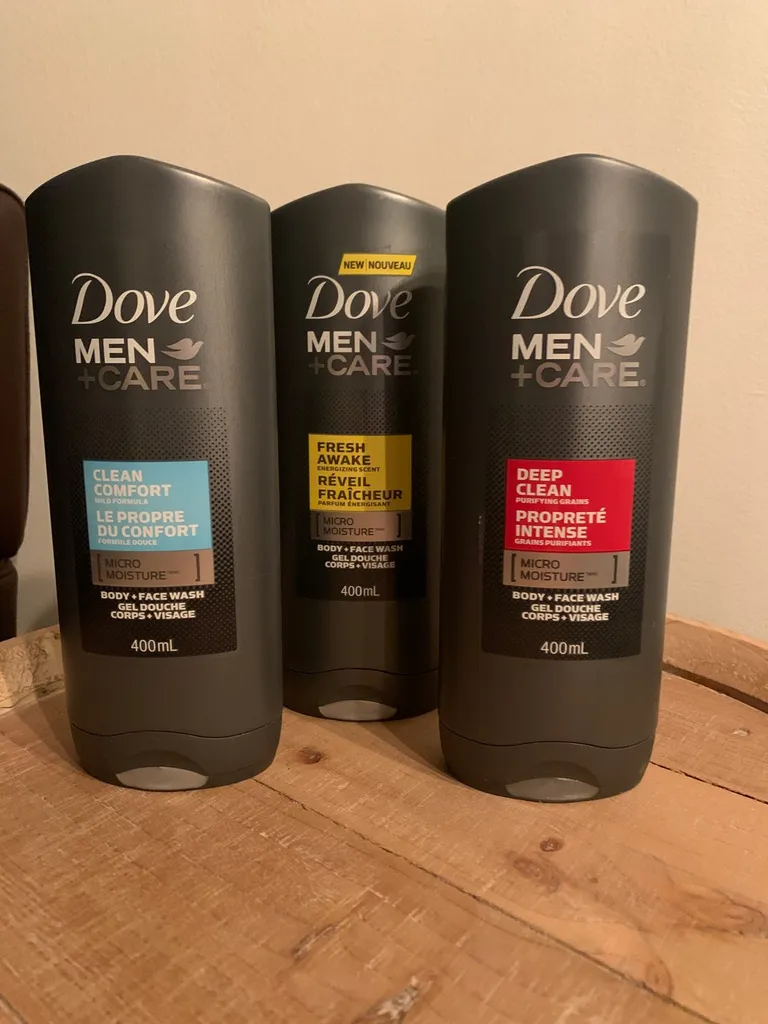 Dove
MEN
+CARE
CLEAN
COMFORT
MILD FORMULA
LE PROPRE
DU CONFORT
FORMULE DOUCE
MICRO
MOISTURE
BODY + FACE WASH
GEL DOUCHE
CORPS + VISAGE
400mL
NEW | NOUVEAU
Dove
MEN
+CARE
FRESH
AWAKE
ENERGIZING SCENT
RÉVEIL
FRAÎCHEUR
PARFUM ÉNERGISANT
MICRO
MOISTURE
BODY + FACE WASH
GEL DOUCHE
CORPS + VISAGE
400mL
Dove
MEN
+CARE
DEEP
CLEAN
PURIFYING GRAINS
PROPRETÉ
INTENSE
GRAINS PURIFIANTS
MICRO
MOISTURE
BODY + FACE WASH
GEL DOUCHE
CORPS + VISAGE
400mL